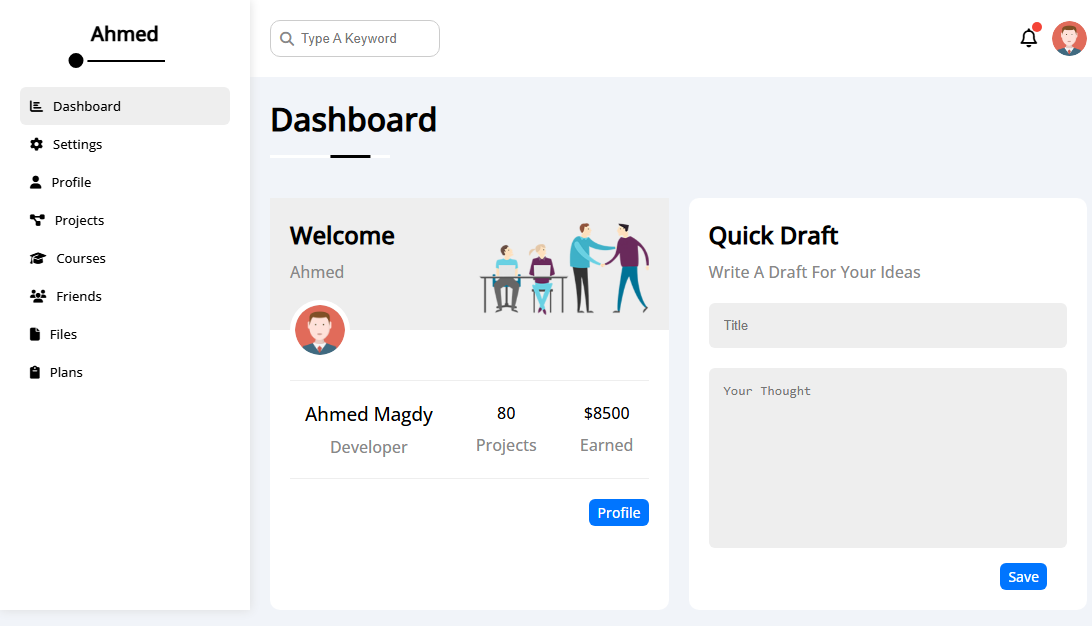 Ahmed
Dashboard
Settings
Profile
Projects
Courses
Friends
Files
Plans
Type A Keyword
Dashboard
Welcome
Ahmed
Ahmed Magdy
Developer
80
Projects
$8500
Earned
Profile
Quick Draft
Write A Draft For Your Ideas
Title
Your Thought
Save